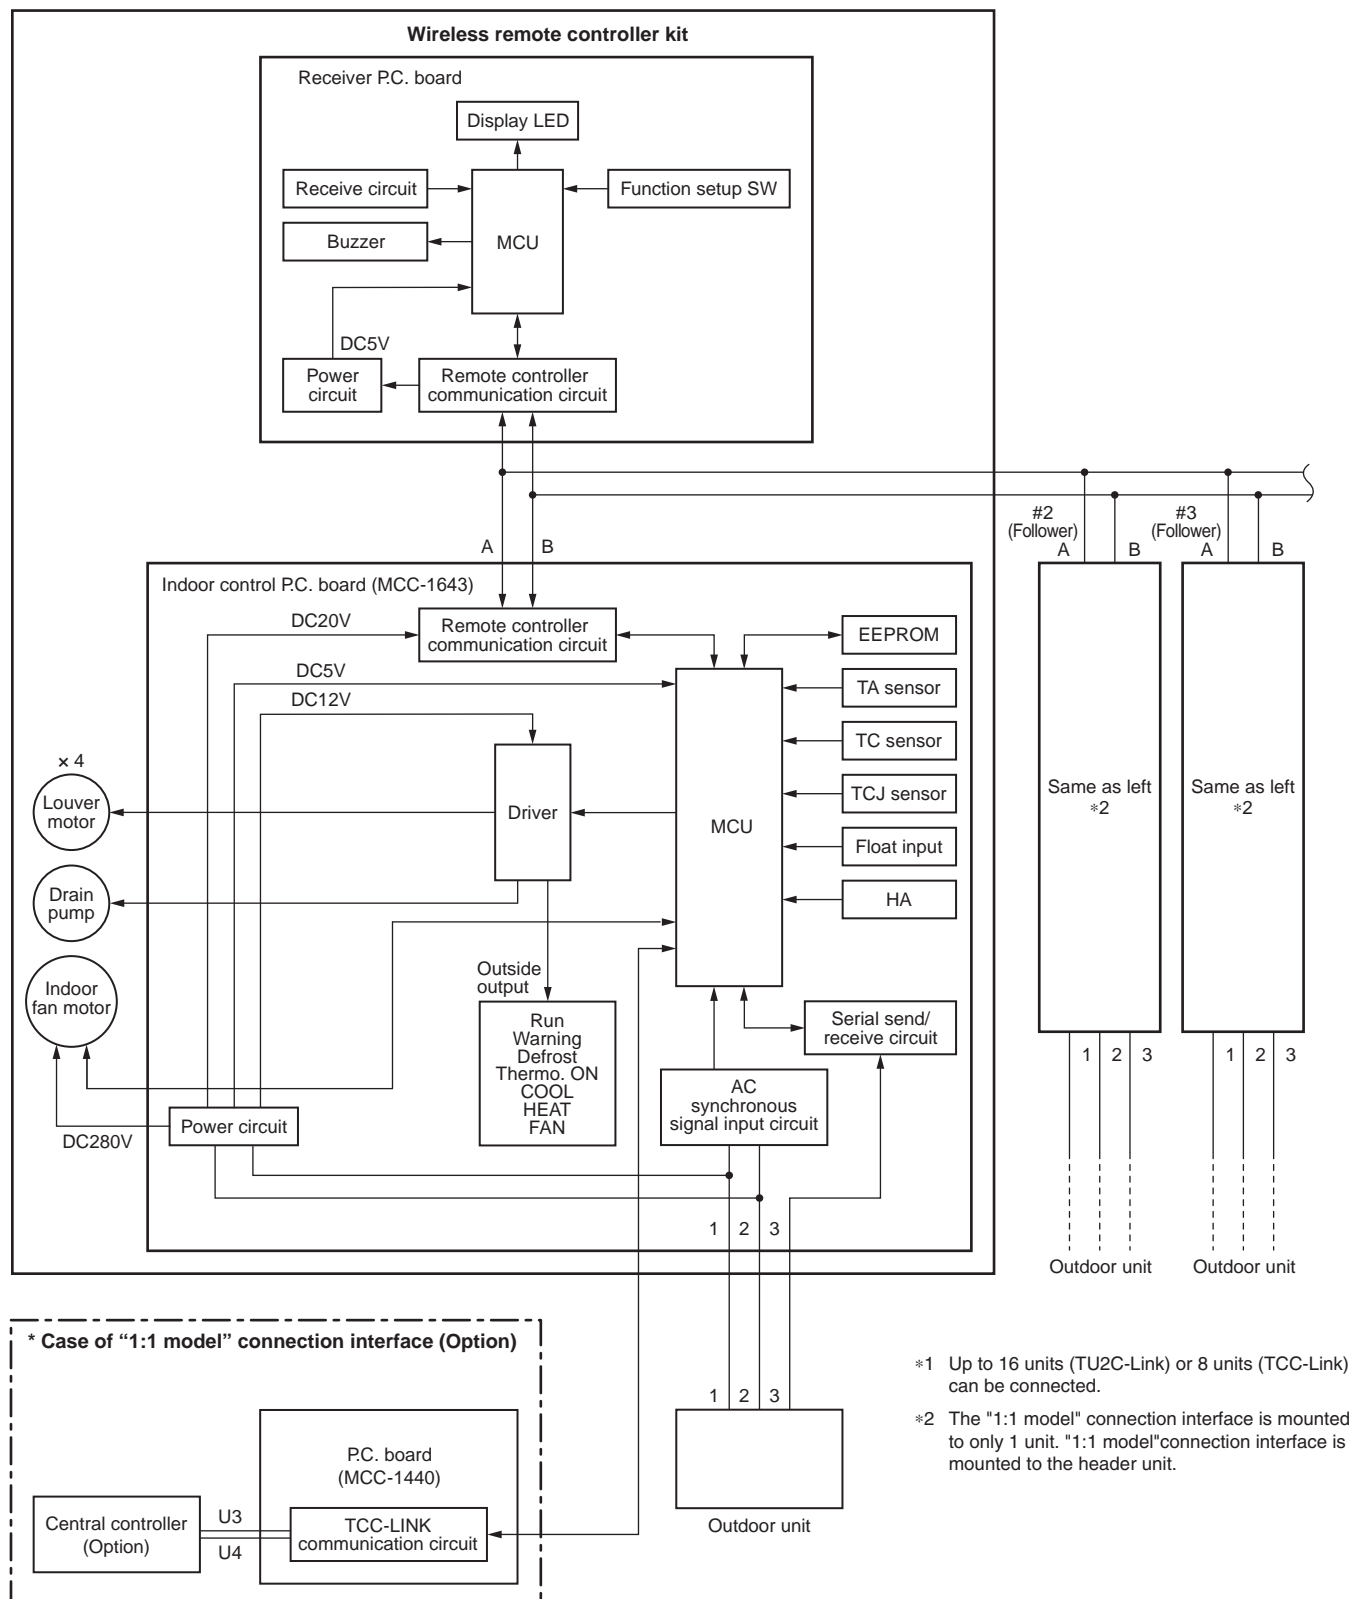 Wireless remote controller kit
Receiver P.C. board
Display LED
Receive circuit
Function setup SW
Buzzer
MCU
DC5V
Power
circuit
Remote controller
communication circuit
#2
(Follower)
A
B
#3
(Follower)
A
B
A
B
Indoor control P.C. board (MCC-1643)
DC20V
Remote controller
communication circuit
EEPROM
DC5V
TA sensor
DC12V
TC sensor
× 4
Louver
motor
Driver
MCU
TCJ sensor
Same as left
*2
Same as left
*2
Float input
Drain
pump
HA
Indoor
fan motor
Outside
output
Run
Warning
Defrost
Thermo. ON
COOL
HEAT
FAN
Serial send/
receive circuit
1 2 3
1 2 3
AC
synchronous
signal input circuit
Power circuit
DC280V
1 2 3
Outdoor unit
Outdoor unit
* Case of “1:1 model” connection interface (Option)
P.C. board
(MCC-1440)
Central controller
(Option)
U3
U4
TCC-LINK
communication circuit
1 2 3
Outdoor unit
*1 Up to 16 units (TU2C-Link) or 8 units (TCC-Link)
can be connected.
*2 The "1:1 model" connection interface is mounted
to only 1 unit. "1:1 model"connection interface is
mounted to the header unit.